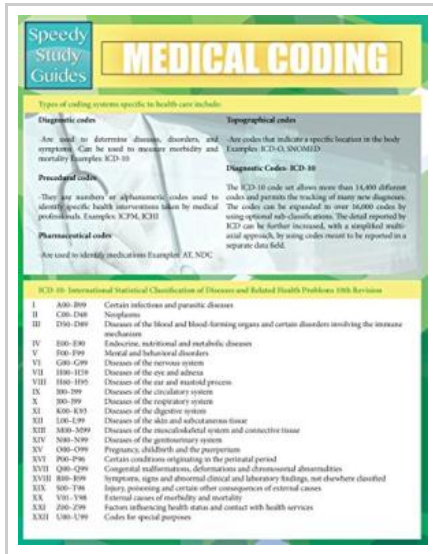 Speedy
Study
Guides
MEDICAL CODING
Types of coding systems specific to health care include:
Diagnostic codes
-Are used to determine diseases, disorders, and
symptoms Can be used to measure morbidity and
mortality Examples: ICD-10
Procedural codes
-They are numbers or alphanumeric codes used to
identify specific health interventions taken by medical
professionals. Examples: ICPM, ICHI
Pharmaceutical codes
-Are used to identify medications Examples: AT, NDC
Topographical codes
-Are codes that indicate a specific location in the body
Examples: ICD-O, SNOMED
Diagnostic Codes- ICD-10
The ICD-10 code set allows more than 14,400 different
codes and permits the tracking of many new diagnoses.
The codes can be expanded to over 16,000 codes by
using optional sub-classifications. The detail reported by
ICD can be further increased, with a simplified multi-
axial approach, by using codes meant to be reported in a
separate data field.
ICD-10- International Statistical Classification of Diseases and Related Health Problems 10th Revision
I A00–B99 Certain infectious and parasitic diseases
II C00–D48 Neoplasms
III D50–D89 Diseases of the blood and blood-forming organs and certain disorders involving the immune
mechanism
IV E00–E90 Endocrine, nutritional and metabolic diseases
V F00–F99 Mental and behavioral disorders
VI G00–G99 Diseases of the nervous system
VII H00–H59 Diseases of the eye and adnexa
VIII H60–H95 Diseases of the ear and mastoid process
IX I00–I99 Diseases of the circulatory system
X J00–J99 Diseases of the respiratory system
XI K00–K93 Diseases of the digestive system
XII L00–L99 Diseases of the skin and subcutaneous tissue
XIII M00–M99 Diseases of the musculoskeletal system and connective tissue
XIV N00–N99 Diseases of the genitourinary system
XV O00–O99 Pregnancy, childbirth and the puerperium
XVI P00–P96 Certain conditions originating in the perinatal period
XVII Q00–Q99 Congenital malformations, deformations and chromosomal abnormalities
XVIII R00–R99 Symptoms, signs and abnormal clinical and laboratory findings, not elsewhere classified
XIX S00–T98 Injury, poisoning and certain other consequences of external causes
XX V01–Y98 External causes of morbidity and mortality
XXI Z00–Z99 Factors influencing health status and contact with health services
XXII U00–U99 Codes for special purposes